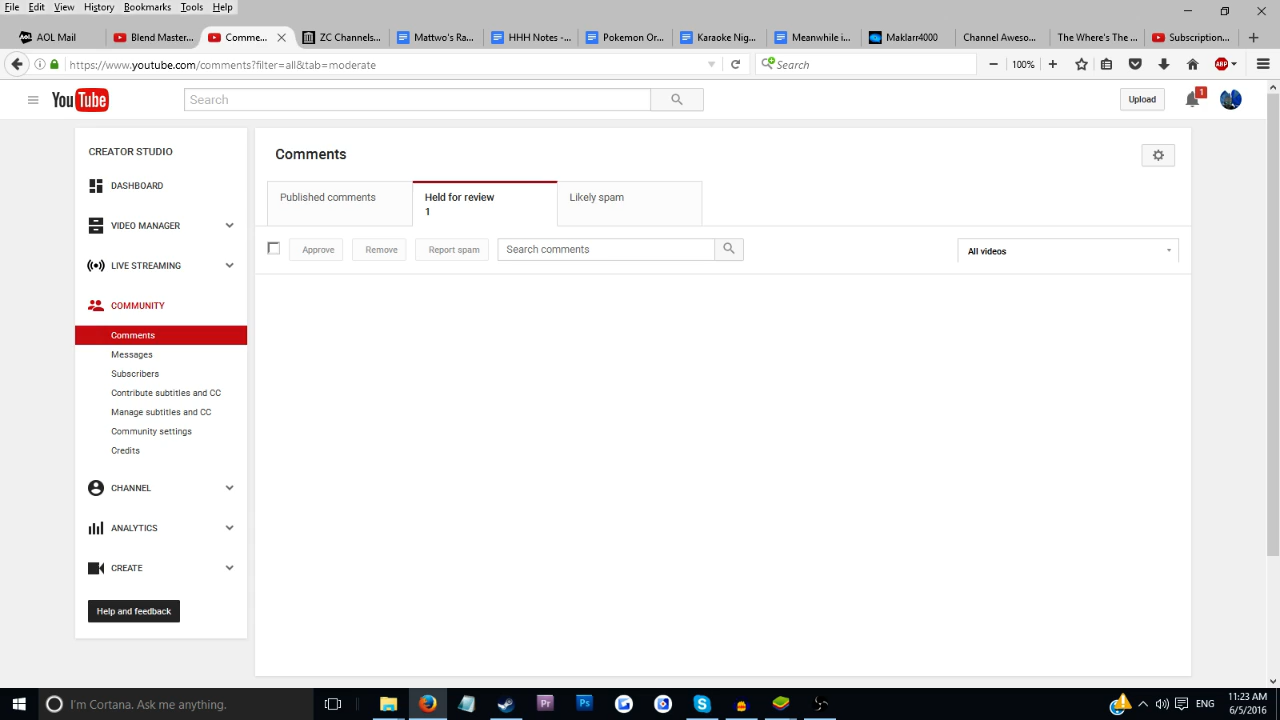 File Edit View History Bookmarks Tools Help
AOL Mail Blend Master... Comme... ZC Channels... Mattwo's Ra... HHH Notes -... Pokemon Or... Karaoke Nig... Meanwhile i... Maklarr4000 Channel Aweso... The Where's The ... Subscription...
https://www.youtube.com/comments?filter=all&tab=moderate Search 100% ABP
YouTube Search Upload 1
CREATOR STUDIO
DASHBOARD
VIDEO MANAGER
LIVE STREAMING
COMMUNITY
Comments
Messages
Subscribers
Contribute subtitles and CC
Manage subtitles and CC
Community settings
Credits
CHANNEL
ANALYTICS
CREATE
Help and feedback
Comments
Published comments Held for review Likely spam
1
Approve Remove Report spam Search comments All videos
I'm Cortana. Ask me anything. Pr Ps ENG 11:23 AM
6/5/2016